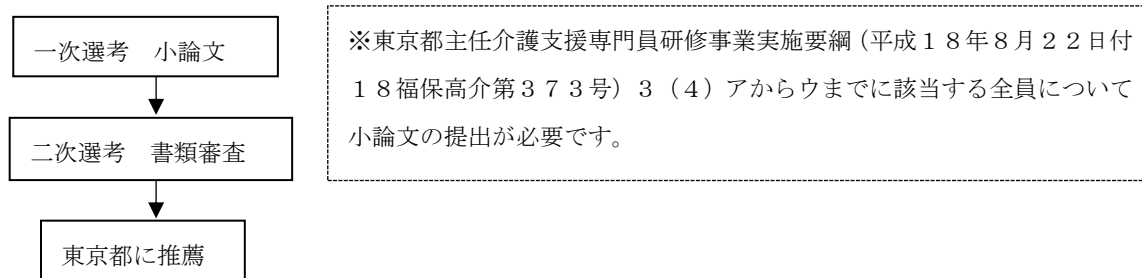 一次選考　小論文
二次選考　書類審査
東京都に推薦
※東京都主任介護支援専門員研修事業実施要綱（平成１８年８月２２日付
１８福保高介第３７３号）３（４）アからウまでに該当する全員について
小論文の提出が必要です。